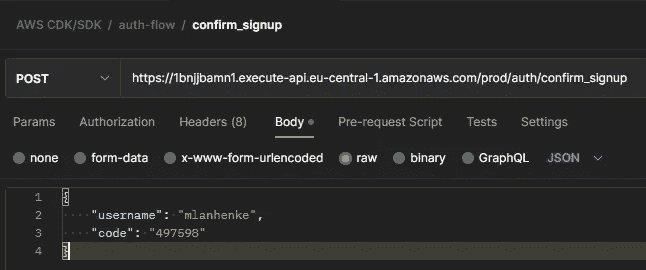 AWS CDK/SDK / auth-flow / confirm_signup
POST https://1bnjjbamn1.execute-api.eu-central-1.amazonaws.com/prod/auth/confirm_signup
Params Authorization Headers (8) Body Pre-request Script Tests Settings
none form-data x-www-form-urlencoded raw binary GraphQL JSON
1 {
2 "username": "mlanhenke",
3 "code": "497598"
4 }